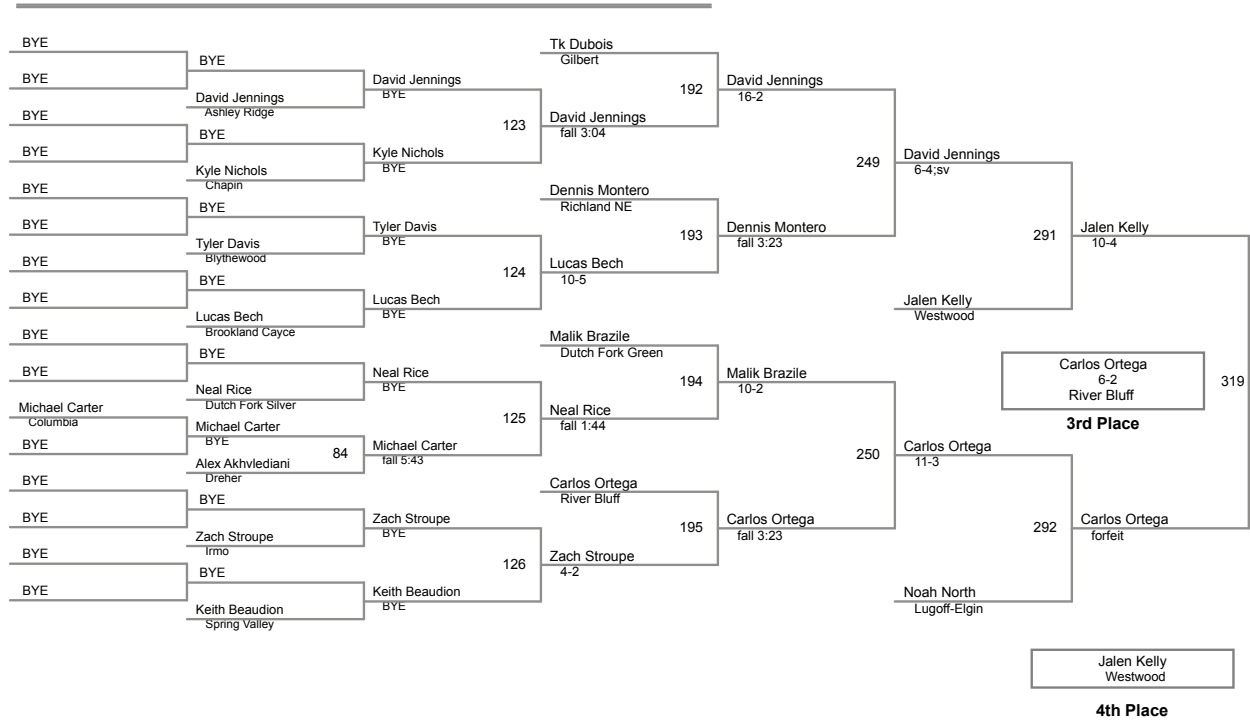 BYE
BYE
BYE
BYE
BYE
BYE
BYE
BYE
BYE
BYE
Michael Carter
Columbia
BYE
BYE
BYE
BYE
BYE
BYE
David Jennings
Ashley Ridge
BYE
Kyle Nichols
Chapin
BYE
Tyler Davis
Blythewood
BYE
Lucas Bech
Brookland Cayce
BYE
Neal Rice
Dutch Fork Silver
Michael Carter
BYE
84
Alex Akhvlediani
Dreher
BYE
Zach Stroupe
Irmo
BYE
Keith Beaudion
Spring Valley
David Jennings
BYE
123
Kyle Nichols
BYE
Tyler Davis
BYE
124
Lucas Bech
BYE
Neal Rice
BYE
125
Michael Carter
fall 5:43
Zach Stroupe
BYE
126
Keith Beaudion
BYE
Tk Dubois
Gilbert
192
David Jennings
fall 3:04
Dennis Montero
Richland NE
193
Lucas Bech
10-5
Malik Brazile
Dutch Fork Green
194
Neal Rice
fall 1:44
Carlos Ortega
River Bluff
195
Zach Stroupe
4-2
David Jennings
16-2
249
Dennis Montero
fall 3:23
Malik Brazile
10-2
250
Carlos Ortega
fall 3:23
David Jennings
6-4;sv
291
Jalen Kelly
Westwood
Carlos Ortega
11-3
292
Noah North
Lugoff-Elgin
Jalen Kelly
10-4
319
Carlos Ortega
forfeit
Carlos Ortega
6-2
River Bluff
3rd Place
Jalen Kelly
Westwood
4th Place